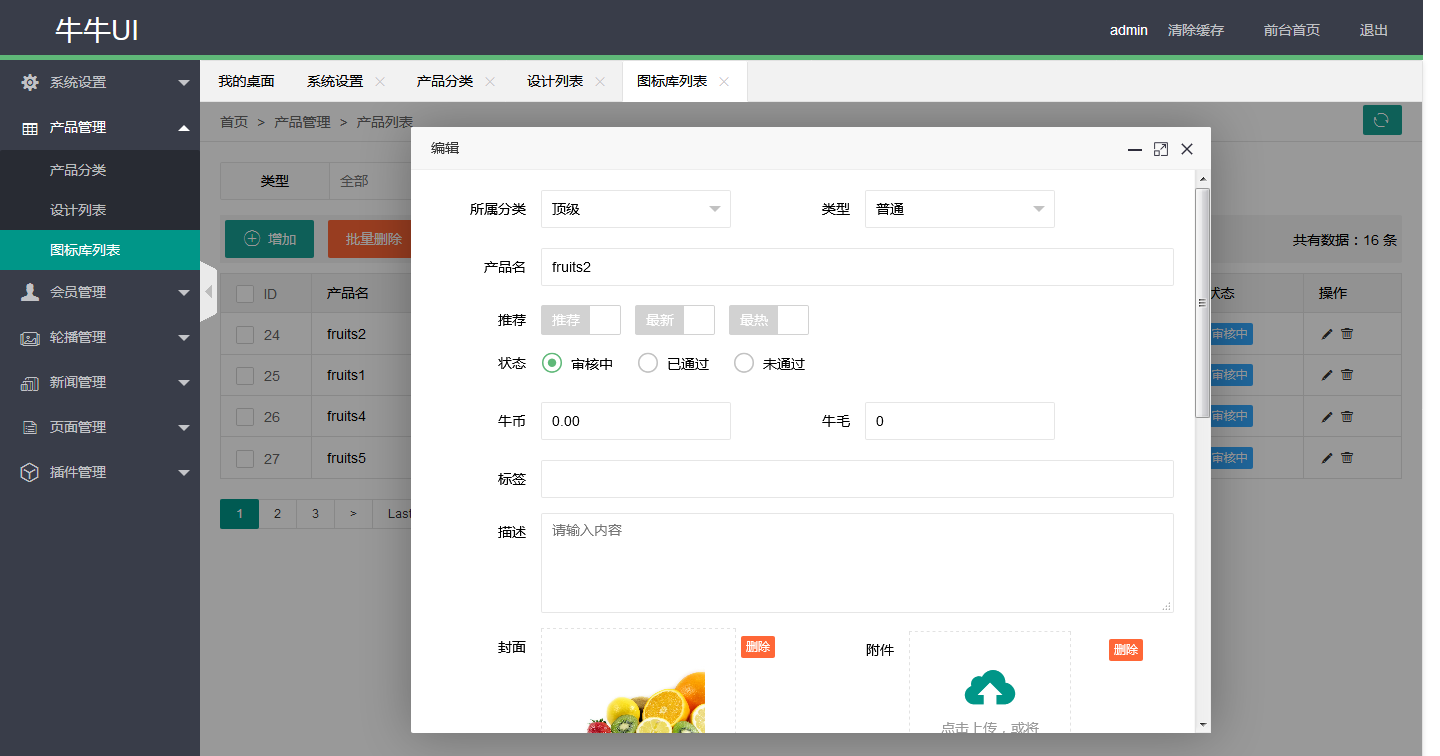 牛牛UI
admin 清除缓存 前台首页 退出
系统设置
产品管理
产品分类
设计列表
图标库列表
会员管理
轮播管理
新闻管理
页面管理
插件管理
我的桌面 系统设置 产品分类 设计列表 图标库列表
首页 > 产品管理 > 产品列表
类型 全部
增加 批量删除 共有数据：16 条
ID 产品名 状态 操作
24 fruits2 审核中
25 fruits1 审核中
26 fruits4 审核中
27 fruits5 审核中
1 2 3 > Last
编辑
所属分类 顶级 类型 普通
产品名 fruits2
推荐 推荐 最新 最热
状态 审核中 已通过 未通过
牛币 0.00 牛毛 0
标签
描述 请输入内容
封面 删除 附件 删除
点击上传，或将